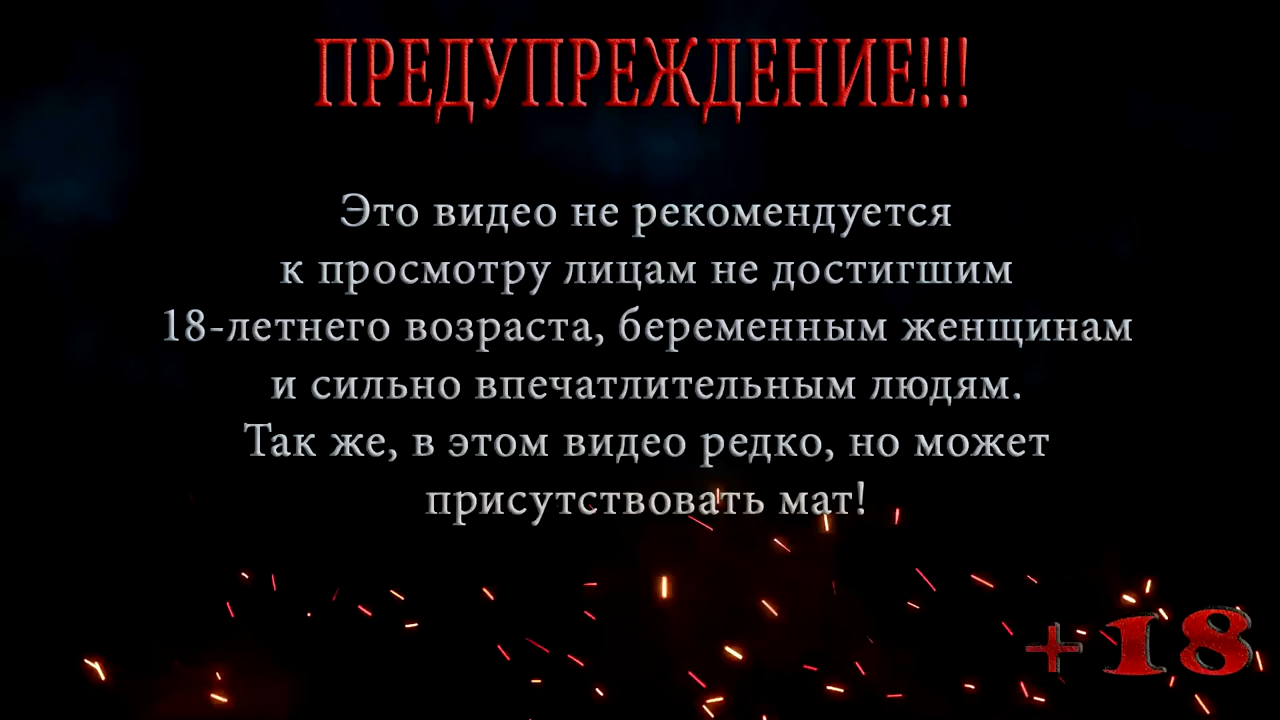 ПРЕДУПРЕЖДЕНИЕ!!!
Это видео не рекомендуется
к просмотру лицам не достигшим
18-летнего возраста, беременным женщинам
и сильно впечатлительным людям.
Так же, в этом видео редко, но может
присутствовать мат!
+18